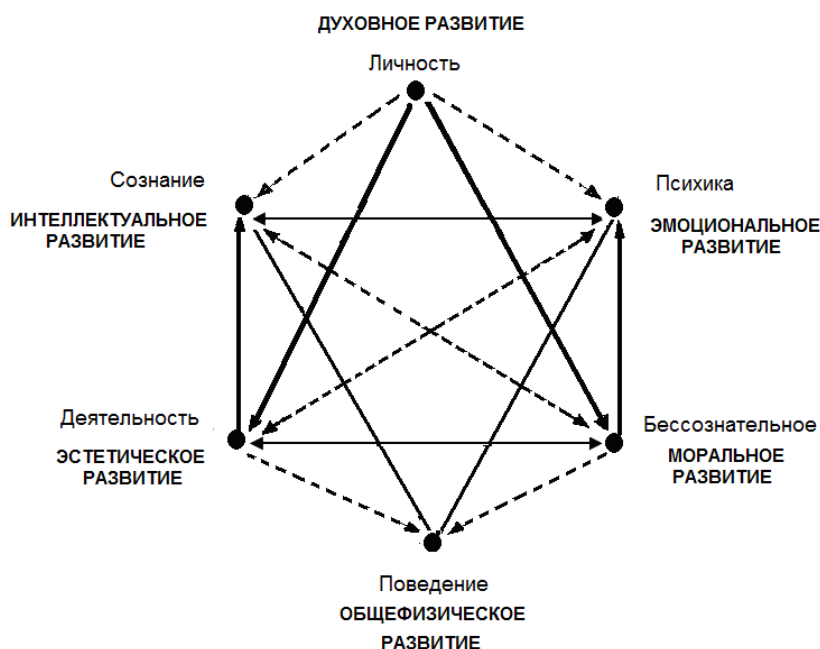 ДУХОВНОЕ РАЗВИТИЕ
Личность
Сознание
ИНТЕЛЛЕКТУАЛЬНОЕ
РАЗВИТИЕ
Психика
ЭМОЦИОНАЛЬНОЕ
РАЗВИТИЕ
Деятельность
ЭСТЕТИЧЕСКОЕ
РАЗВИТИЕ
Бессознательное
МОРАЛЬНОЕ
РАЗВИТИЕ
Поведение
ОБЩЕФИЗИЧЕСКОЕ
РАЗВИТИЕ